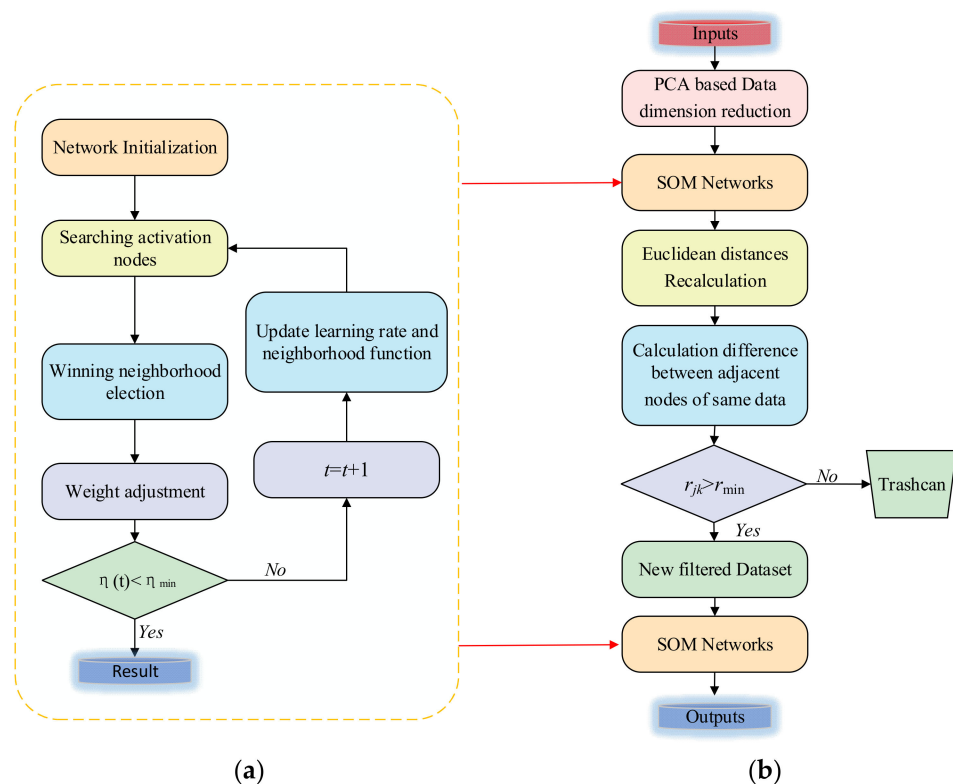 Network Initialization
Searching activation
nodes
Winning neighborhood
election
Weight adjustment
η (t)< η min
Yes
No
Result
Update learning rate and
neighborhood function
t=t+1
(a)
Inputs
PCA based Data
dimension reduction
SOM Networks
Euclidean distances
Recalculation
Calculation difference
between adjacent
nodes of same data
rjk>rmin
No
Trashcan
Yes
New filtered Dataset
SOM Networks
Outputs
(b)